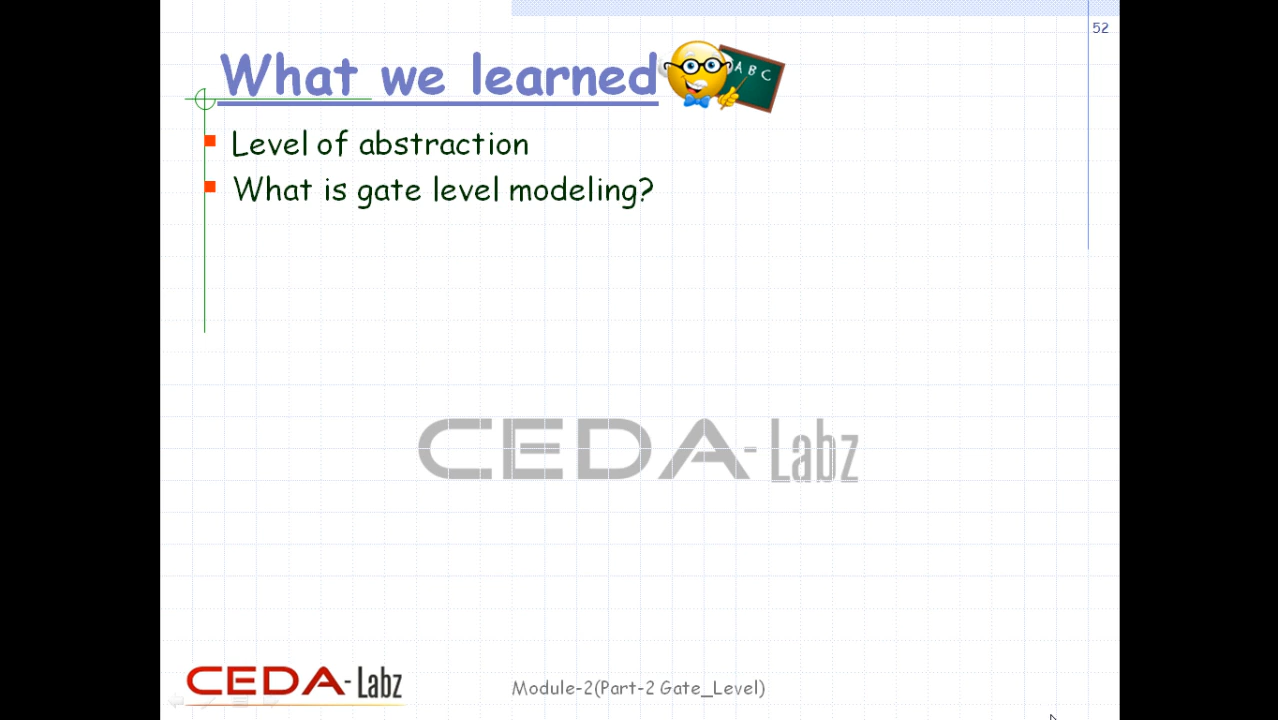 52
What we learned
A B C
Level of abstraction
What is gate level modeling?
CEDA-Labz
CEDA-Labz
Module-2(Part-2 Gate_Level)